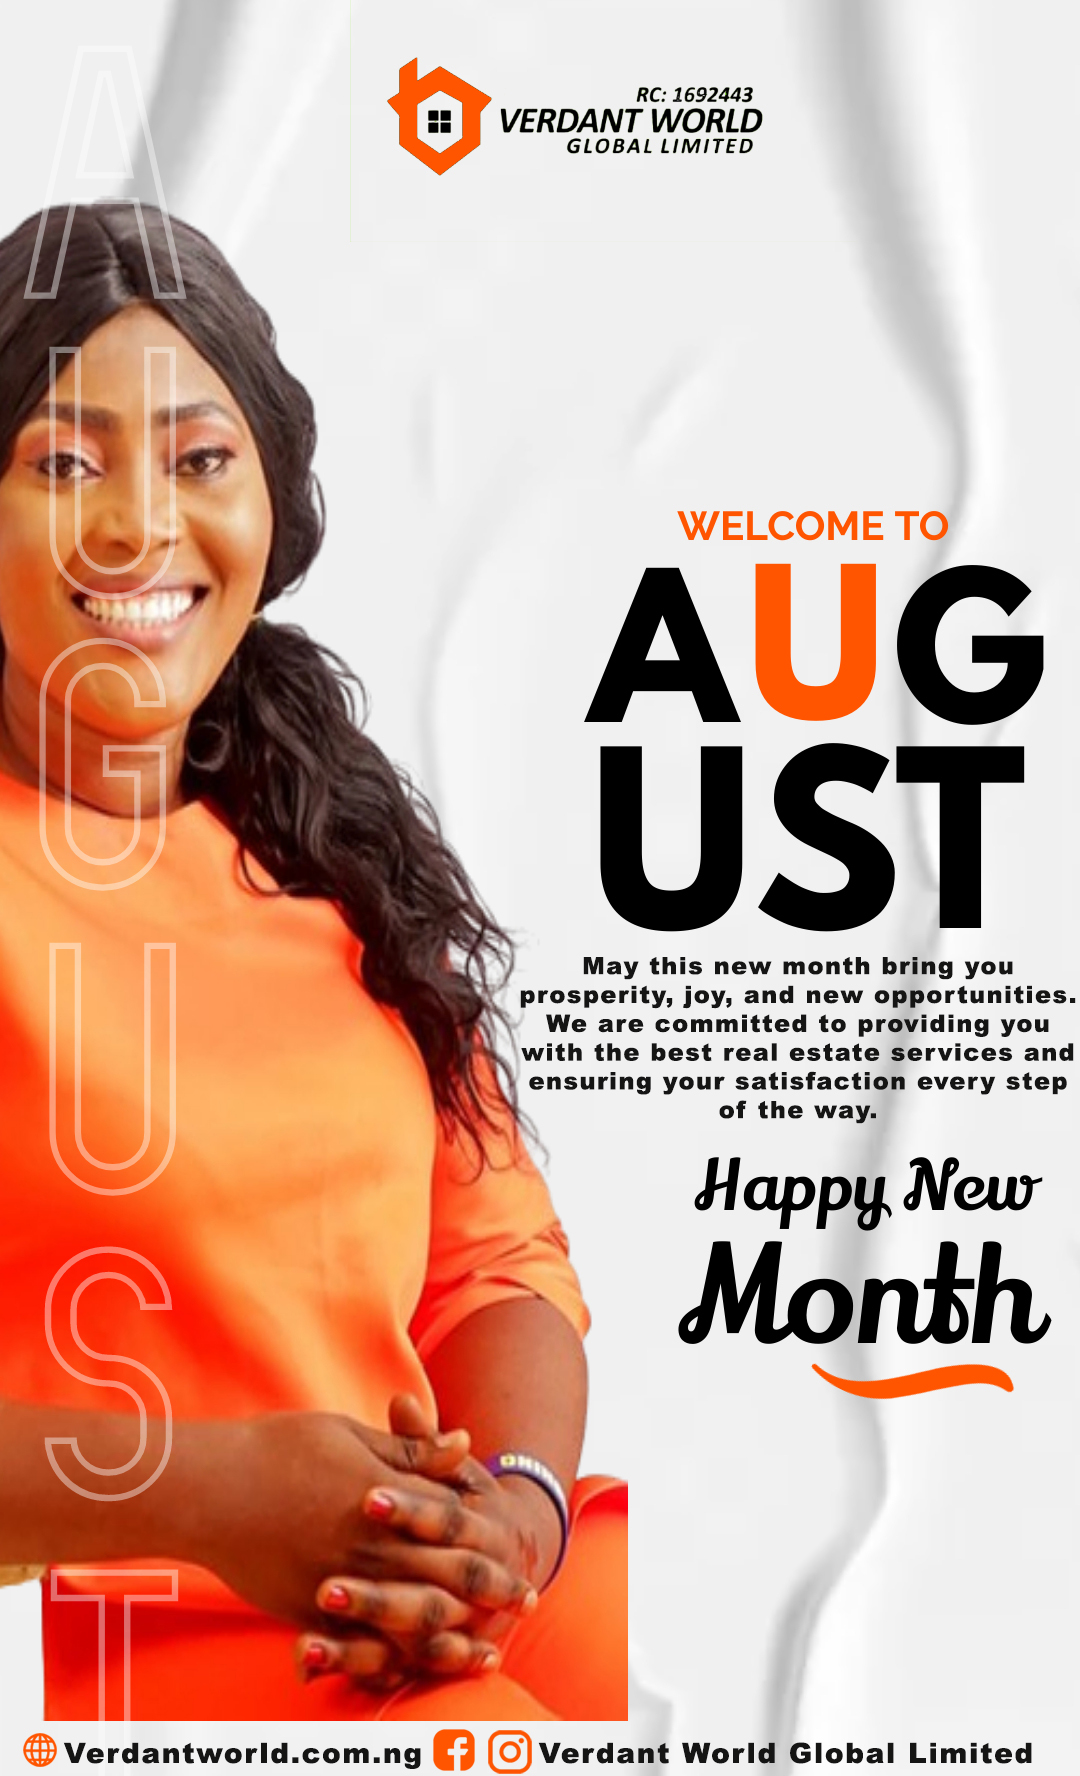 RC: 1692443
VERDANT WORLD
GLOBAL LIMITED
AUGUST
WELCOME TO
AUG
UST
May this new month bring you
prosperity, joy, and new opportunities.
We are committed to providing you
with the best real estate services and
ensuring your satisfaction every step
of the way.
Happy New
Month
Verdantworld.com.ng
Verdant World Global Limited